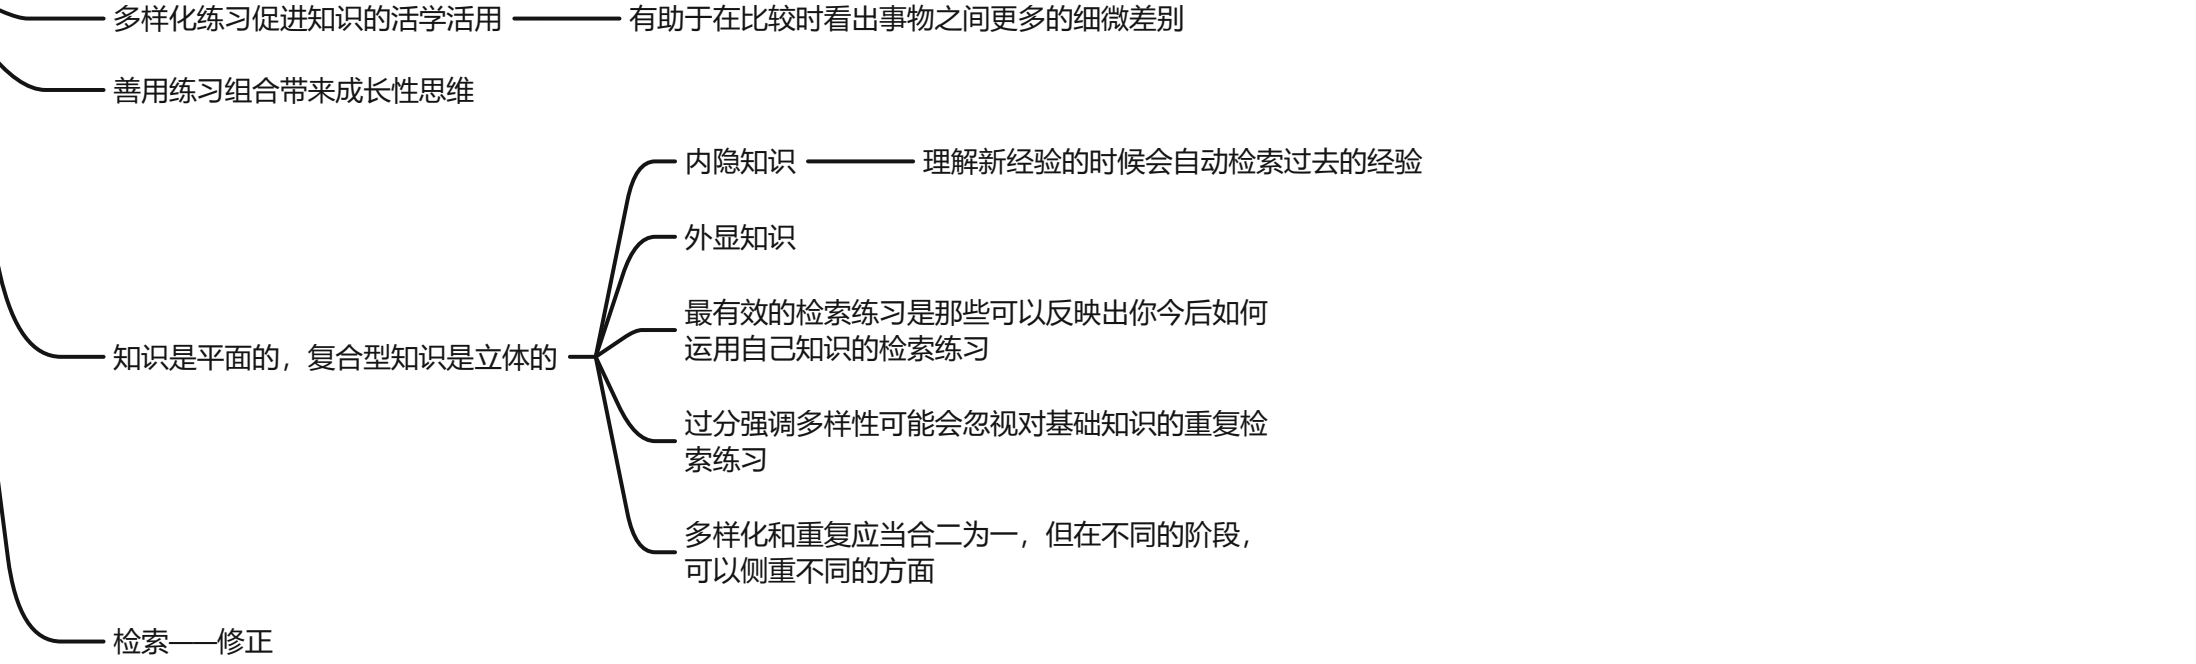 多样化练习促进知识的活学活用
有助于在比较时看出事物之间更多的细微差别
善用练习组合带来成长性思维
内隐知识
理解新经验的时候会自动检索过去的经验
外显知识
最有效的检索练习是那些可以反映出你今后如何
运用自己知识的检索练习
知识是平面的，复合型知识是立体的
过分强调多样性可能会忽视对基础知识的重复检
索练习
多样化和重复应当合二为一，但在不同的阶段，
可以侧重不同的方面
检索——修正